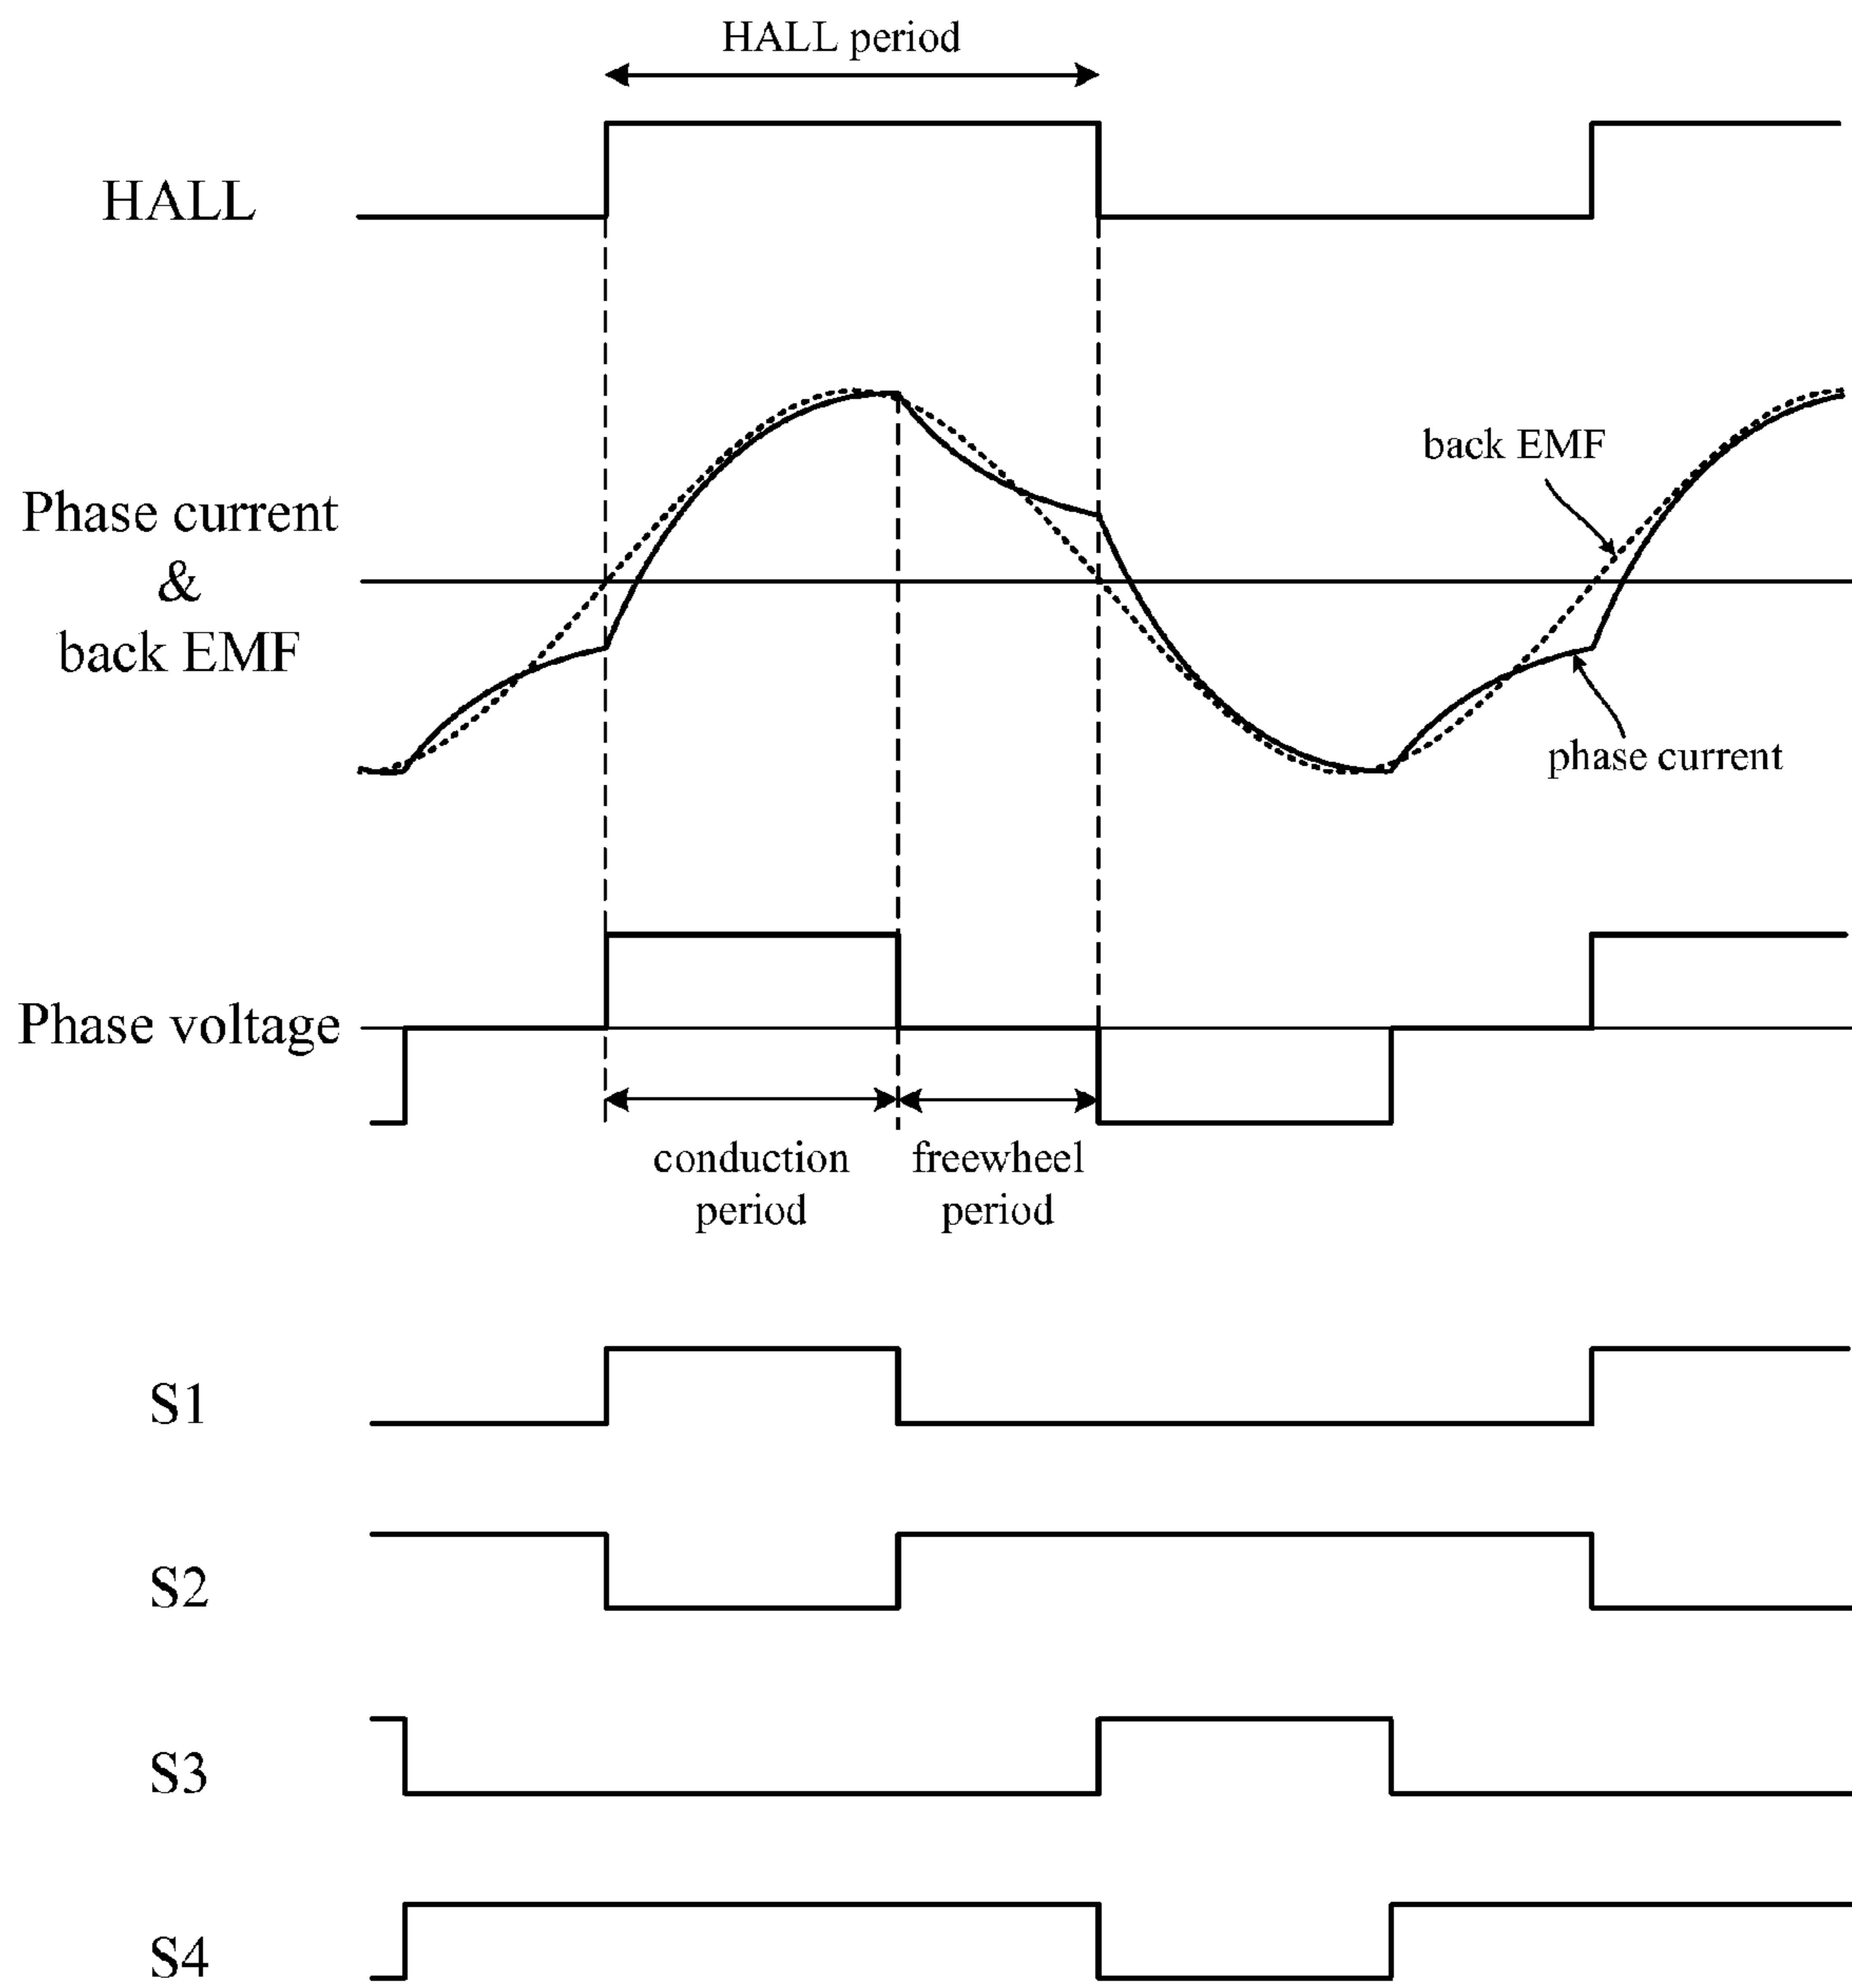 HALL period
HALL
Phase current
&
back EMF
back EMF
phase current
Phase voltage
conduction
period
freewheel
period
S1
S2
S3
S4